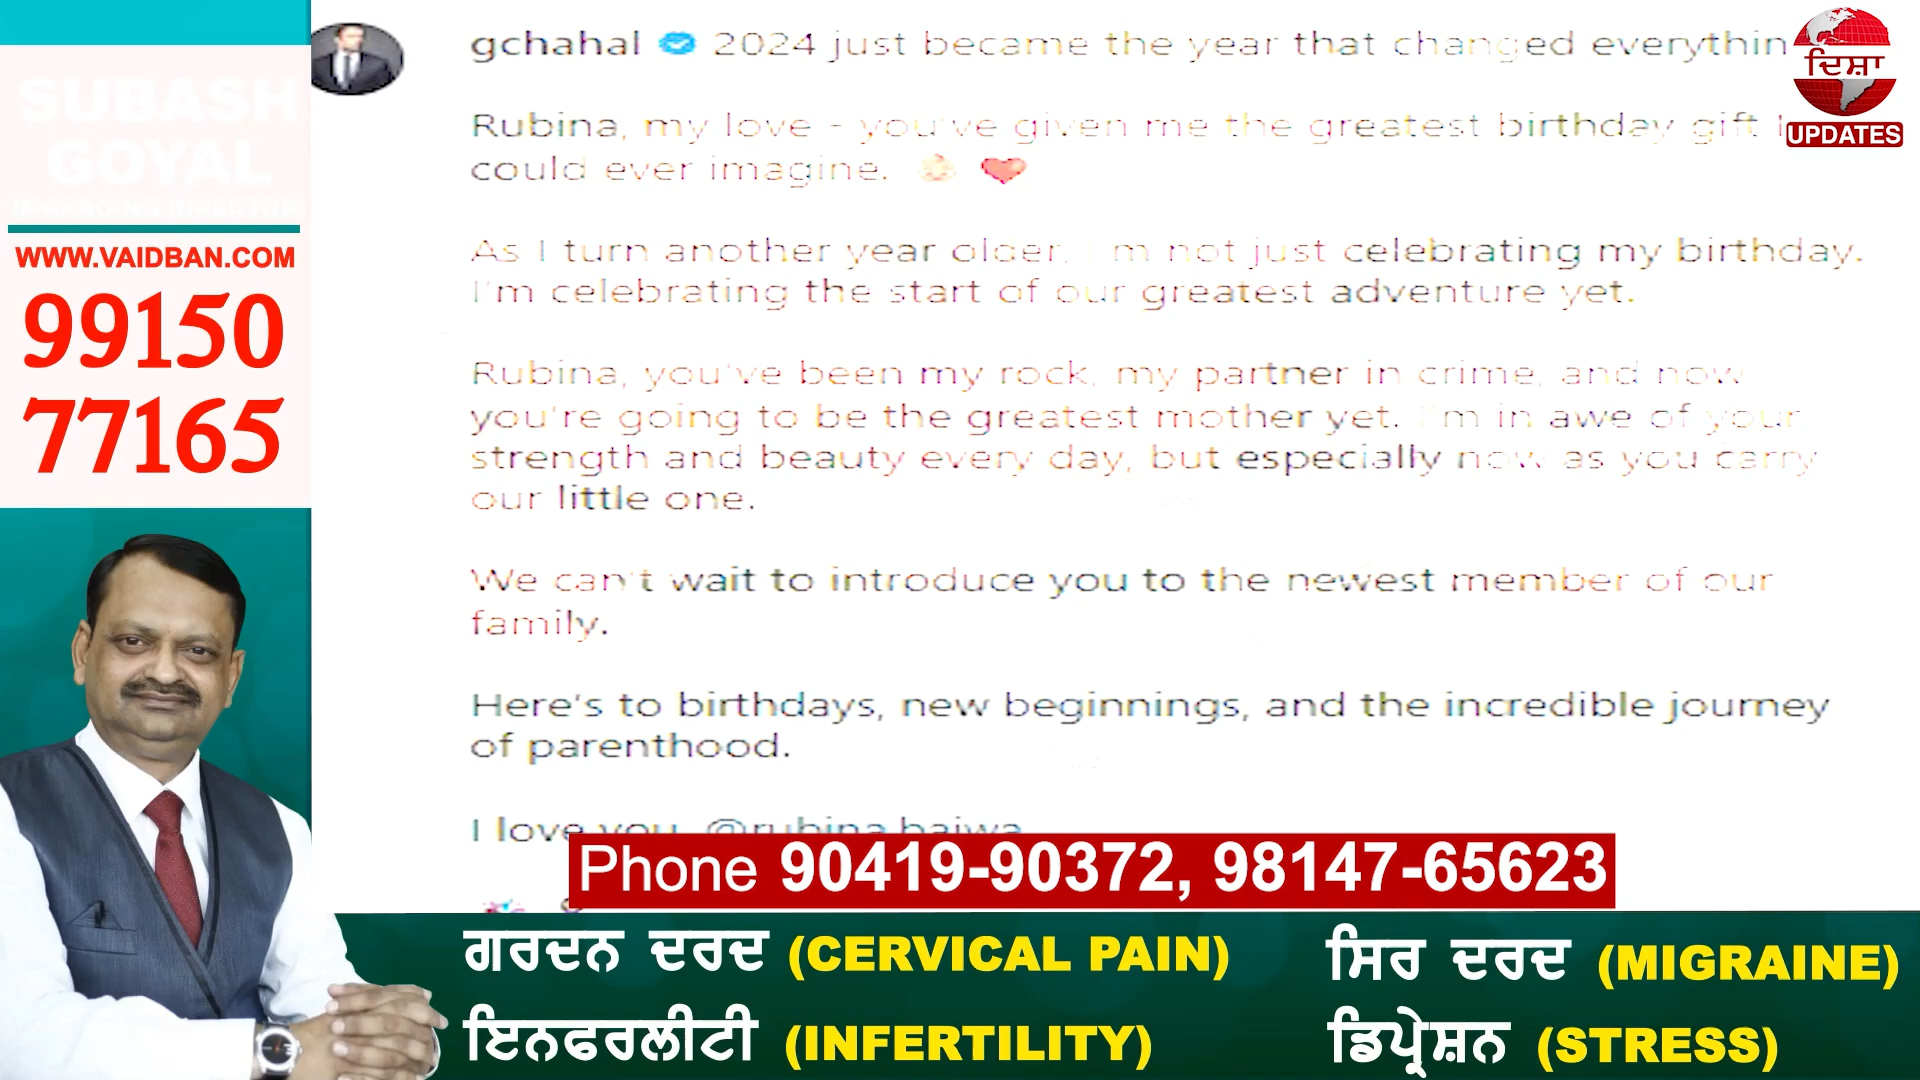 SUBASH
GOYAL
WWW.VAIDBAN.COM
99150
77165
gchahal 2024 just became the year that changed everythin
Rubina, my love - you've given me the greatest birthday gift I
could ever imagine.
As I turn another year older, I'm not just celebrating my birthday.
I'm celebrating the start of our greatest adventure yet.
Rubina, you've been my rock, my partner in crime, and now
you're going to be the greatest mother yet. I'm in awe of your
strength and beauty every day, but especially now as you carry
our little one.
We can't wait to introduce you to the newest member of our
family.
Here's to birthdays, new beginnings, and the incredible journey
of parenthood.
I love you, @rubina.bajwa
ਦਿਸ਼ਾ
UPDATES
Phone 90419-90372, 98147-65623
ਗਰਦਨ ਦਰਦ (CERVICAL PAIN)
ਸਿਰ ਦਰਦ (MIGRAINE)
ਇਨਫਰਲੀਟੀ (INFERTILITY)
ਡਿਪ੍ਰੇਸ਼ਨ (STRESS)